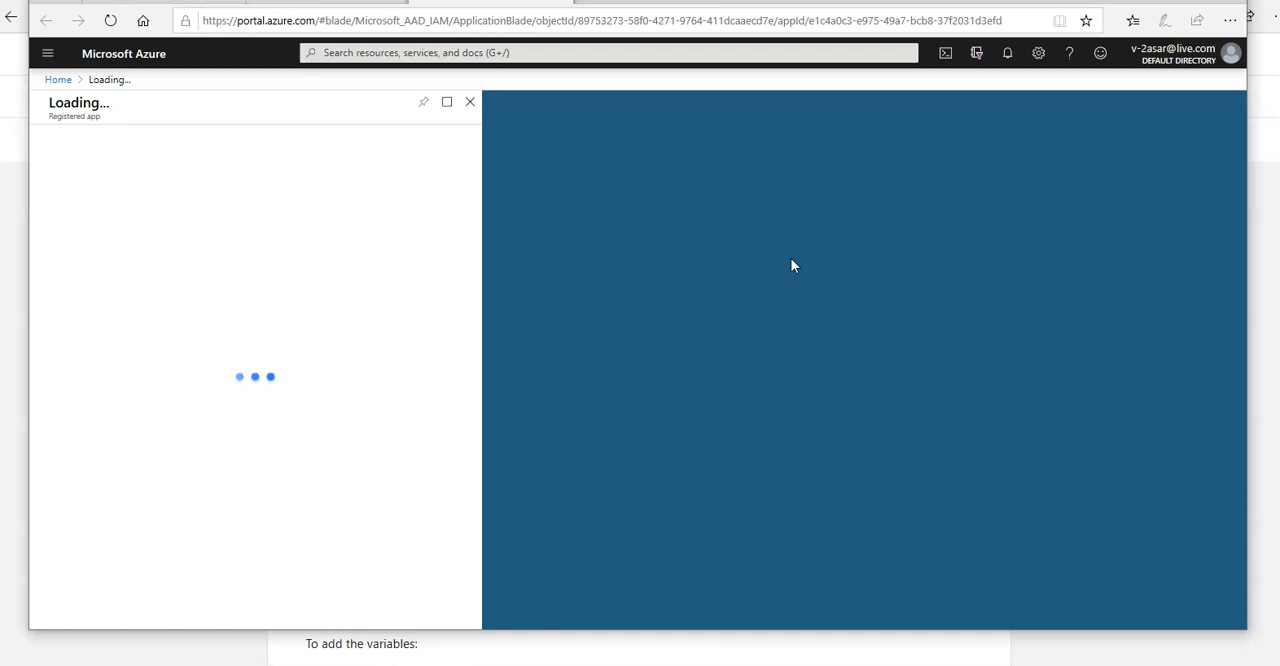 https://portal.azure.com/#blade/Microsoft_AAD_IAM/ApplicationBlade/objectId/89753273-58f0-4271-9764-411dcaaecd7e/appId/e1c4a0c3-e975-49a7-bcb8-37f2031d3efd
Microsoft Azure
Search resources, services, and docs (G+/)
v-2asar@live.com
DEFAULT DIRECTORY
Home > Loading...
Loading...
Registered app
To add the variables: